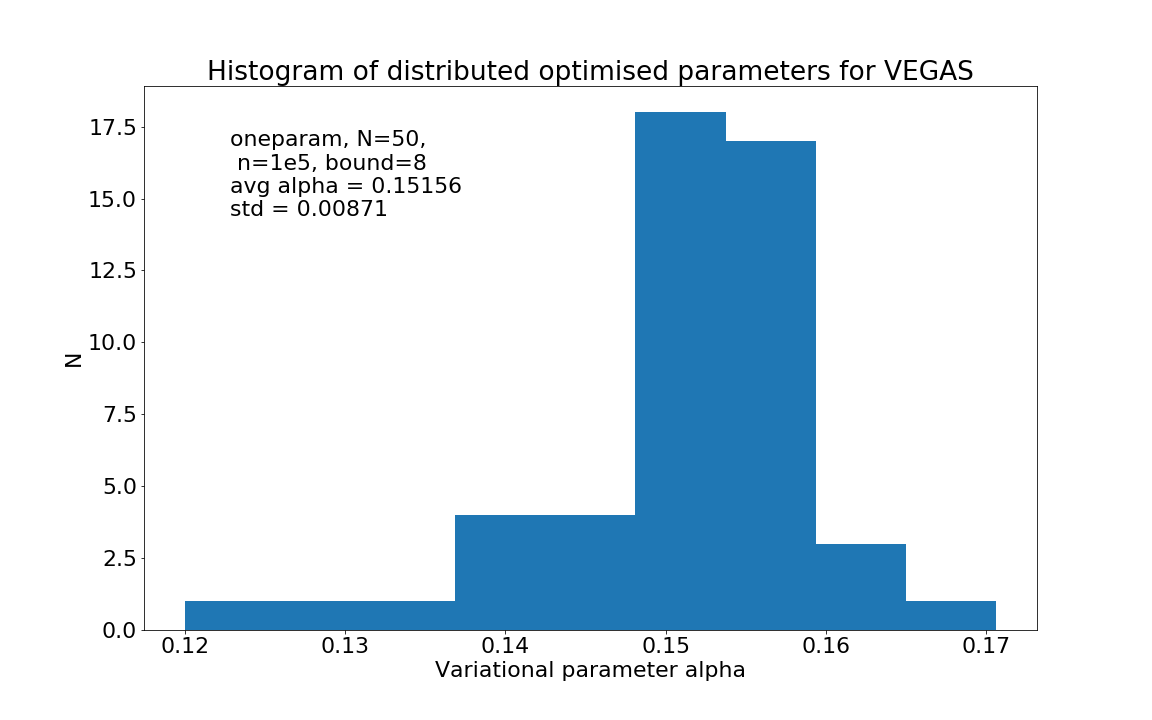 Histogram of distributed optimised parameters for VEGAS
oneparam, N=50,
n=1e5, bound=8
avg alpha = 0.15156
std = 0.00871
17.5
15.0
12.5
10.0
7.5
5.0
2.5
0.0
N
0.12 0.13 0.14 0.15 0.16 0.17
Variational parameter alpha